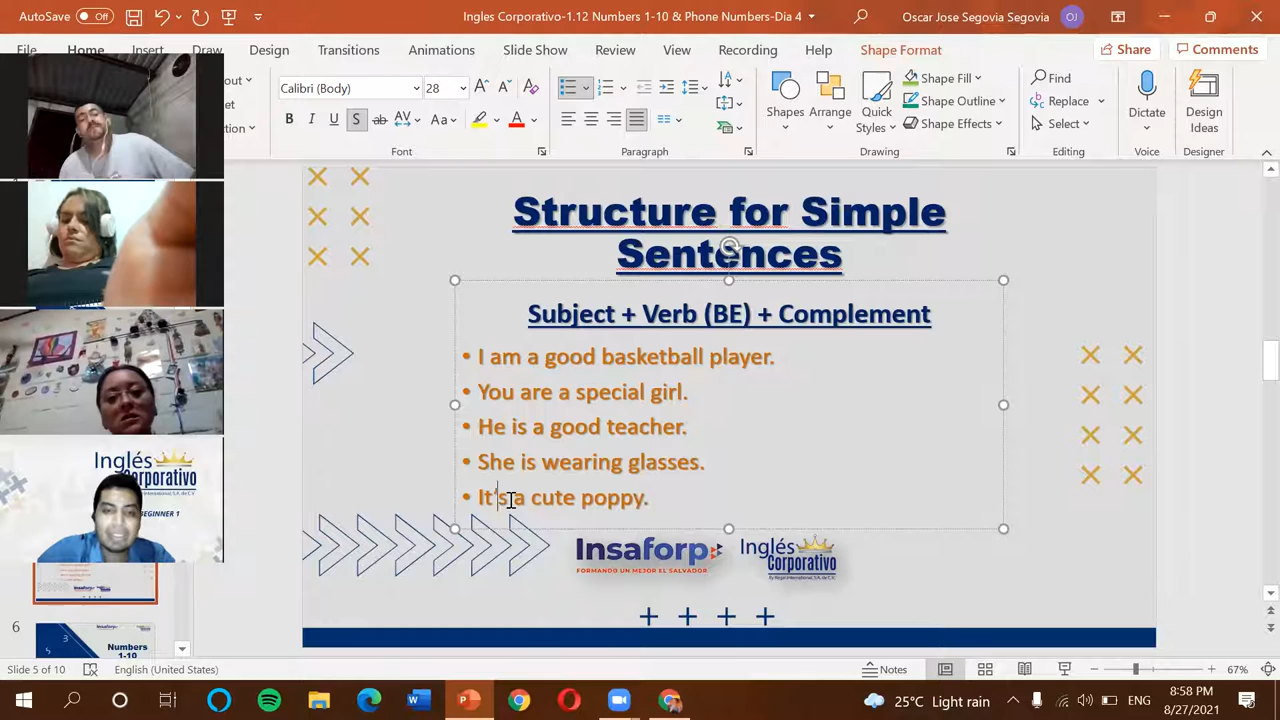 AutoSave Off
Ingles Corporativo-1.12 Numbers 1-10 & Phone Numbers-Dia 4
Oscar Jose Segovia Segovia OJ
File Home Insert Draw Design Transitions Animations Slide Show Review View Recording Help Shape Format
Share Comments
Calibri (Body) 28
Shapes
Arrange
Quick Styles
Shape Fill
Shape Outline
Shape Effects
Find
Replace
Select
Dictate
Design Ideas
Font
Paragraph
Drawing
Editing
Voice
Designer
Structure for Simple
Sentences
Subject + Verb (BE) + Complement
• I am a good basketball player.
• You are a special girl.
• He is a good teacher.
• She is wearing glasses.
• It's a cute poppy.
Insaforp
FORMANDO UN MEJOR EL SALVADOR
Inglés
Corporativo
By Regal International, S.A. de C.V.
Inglés
Corporativo
BEGINNER 1
6
Numbers
1-10
Slide 5 of 10
English (United States)
Notes
67%
25°C Light rain
ENG
8:58 PM
8/27/2021